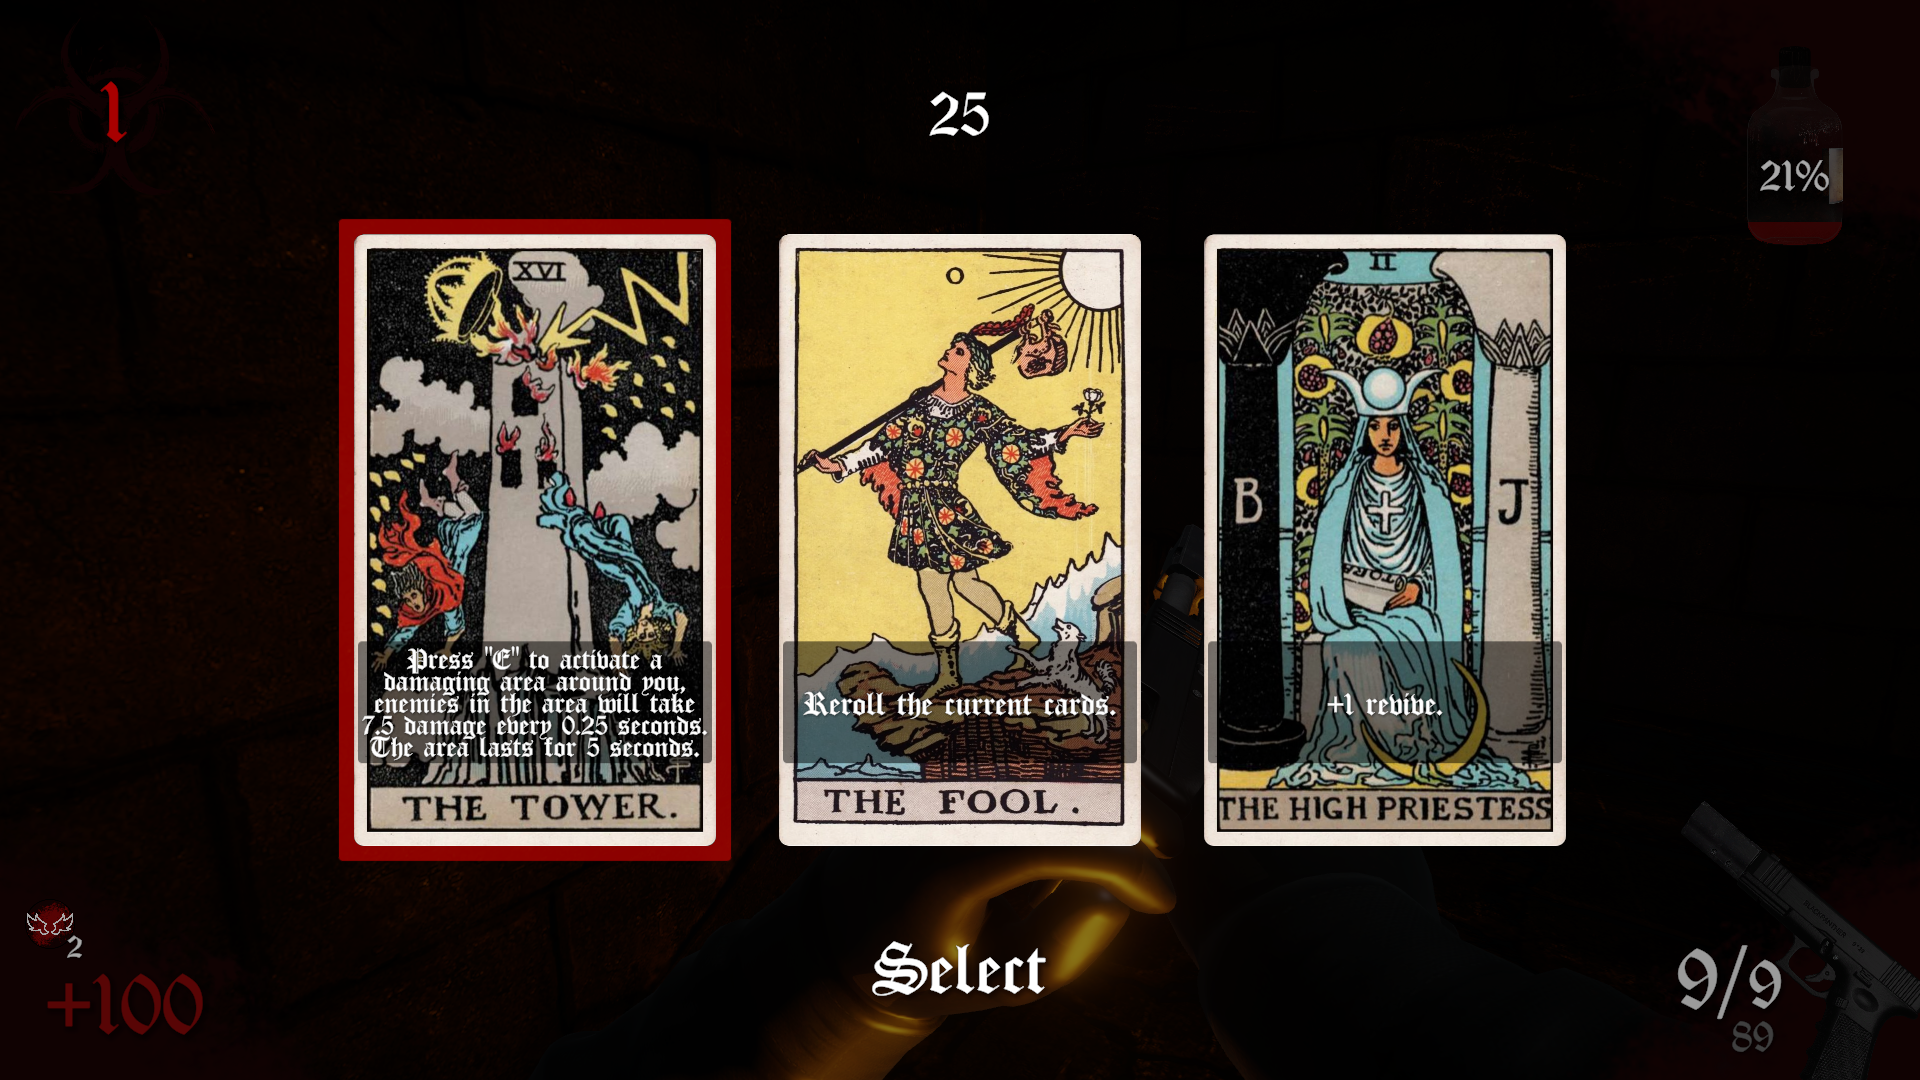 1
25
21%
XVI
Press "E" to activate a
damaging area around you,
enemies in the area will take
7.5 damage every 0.25 seconds.
The area lasts for 5 seconds.
THE TOWER.
0
Reroll the current cards.
THE FOOL.
II
B
J
TORA
+1 revive.
THE HIGH PRIESTESS
2
+100
Select
9/9
89